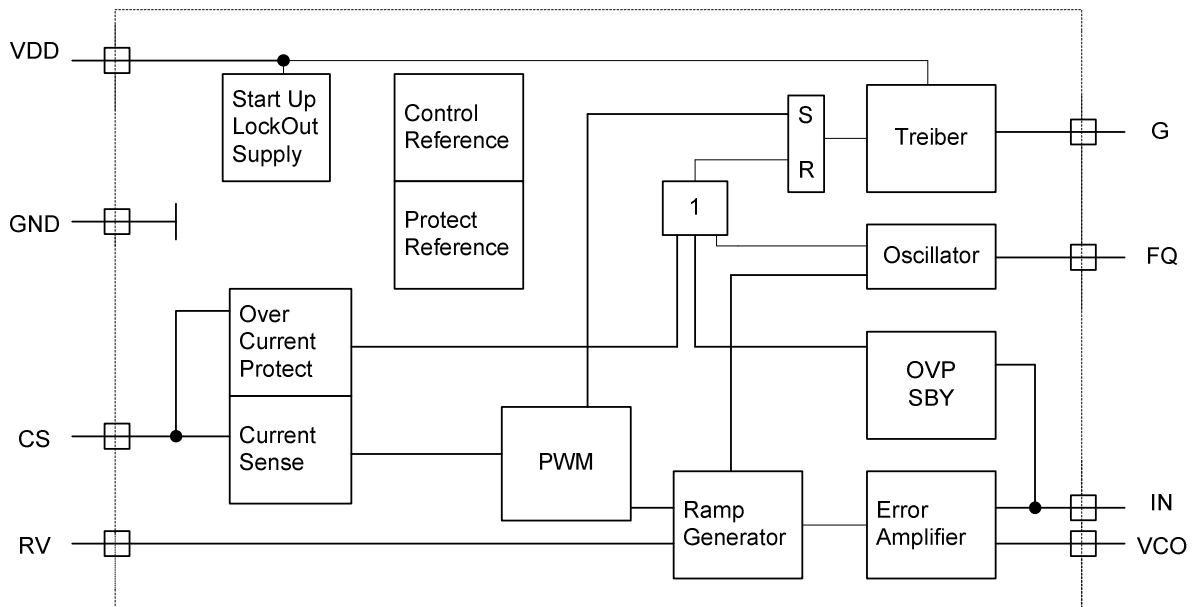 VDD
Start Up
LockOut
Supply
Control
Reference
S
R
Treiber
G
GND
Protect
Reference
1
Oscillator
FQ
Over
Current
Protect
OVP
SBY
CS
Current
Sense
PWM
Ramp
Generator
Error
Amplifier
IN
RV
VCO